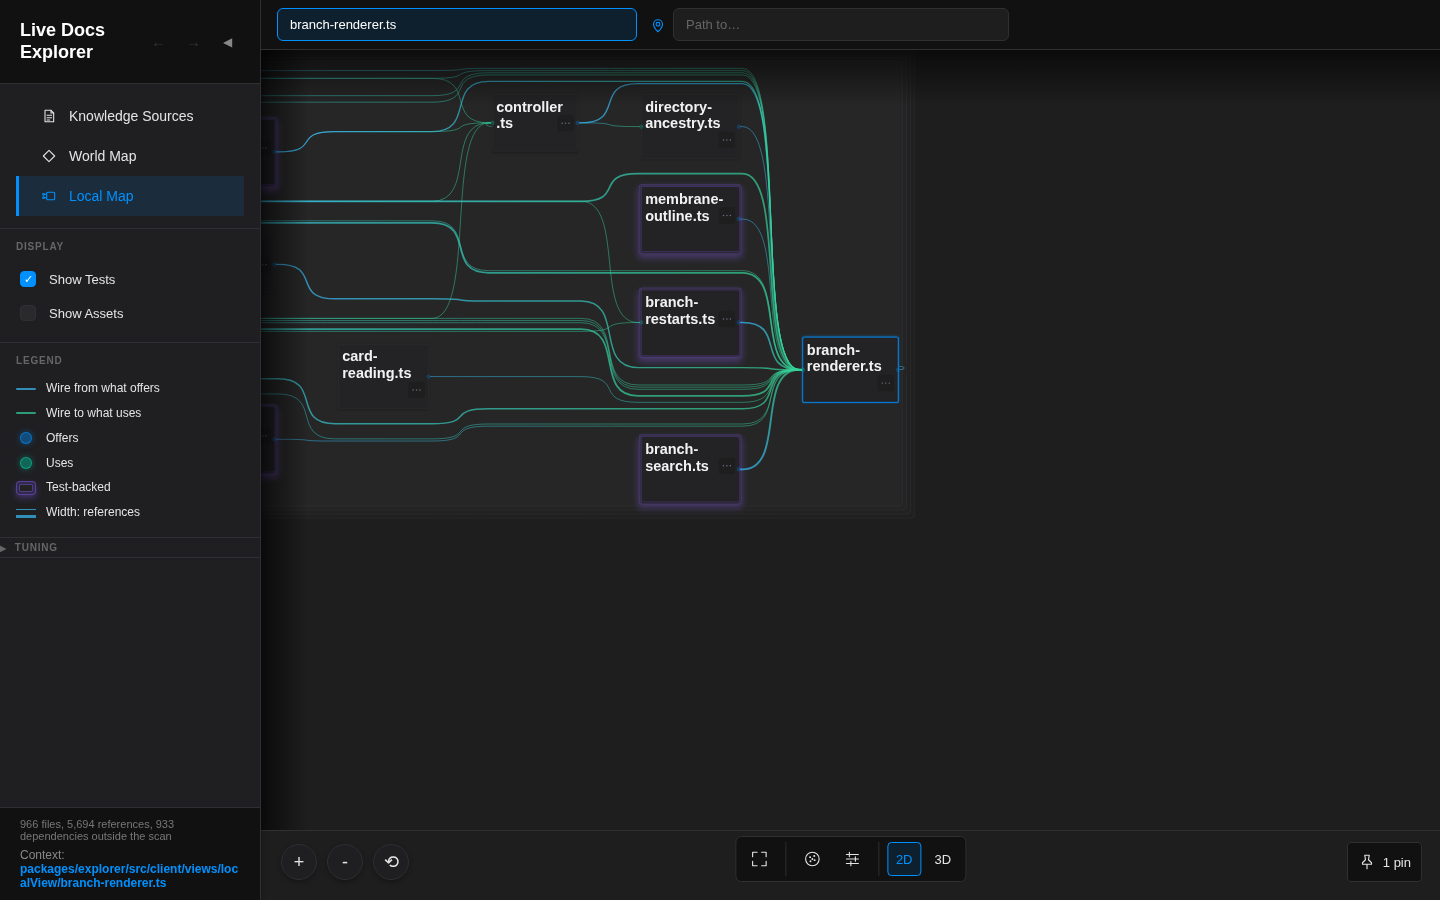 Live Docs
Explorer
← → ◀
branch-renderer.ts
Path to…
Knowledge Sources
World Map
Local Map
DISPLAY
✓ Show Tests
Show Assets
LEGEND
Wire from what offers
Wire to what uses
Offers
Uses
Test-backed
Width: references
▶ TUNING
controller
.ts
...
directory-
ancestry.ts
...
membrane-
outline.ts
...
branch-
restarts.ts
...
branch-
renderer.ts
...
card-
reading.ts
...
branch-
search.ts
...
966 files, 5,694 references, 933
dependencies outside the scan
Context:
packages/explorer/src/client/views/loc
alView/branch-renderer.ts
+ - ⟲
2D 3D
1 pin